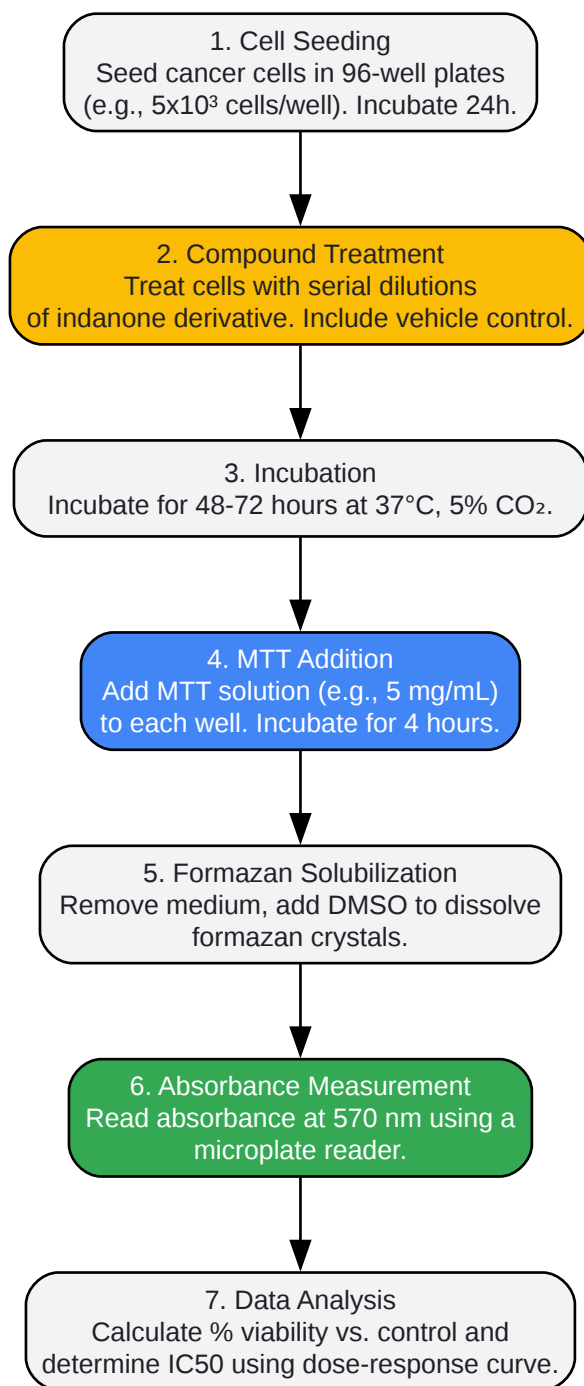 1. Cell Seeding
Seed cancer cells in 96-well plates
(e.g., 5x10³ cells/well). Incubate 24h.
2. Compound Treatment
Treat cells with serial dilutions
of indanone derivative. Include vehicle control.
3. Incubation
Incubate for 48-72 hours at 37°C, 5% CO₂.
4. MTT Addition
Add MTT solution (e.g., 5 mg/mL)
to each well. Incubate for 4 hours.
5. Formazan Solubilization
Remove medium, add DMSO to dissolve
formazan crystals.
6. Absorbance Measurement
Read absorbance at 570 nm using a
microplate reader.
7. Data Analysis
Calculate % viability vs. control and
determine IC50 using dose-response curve.